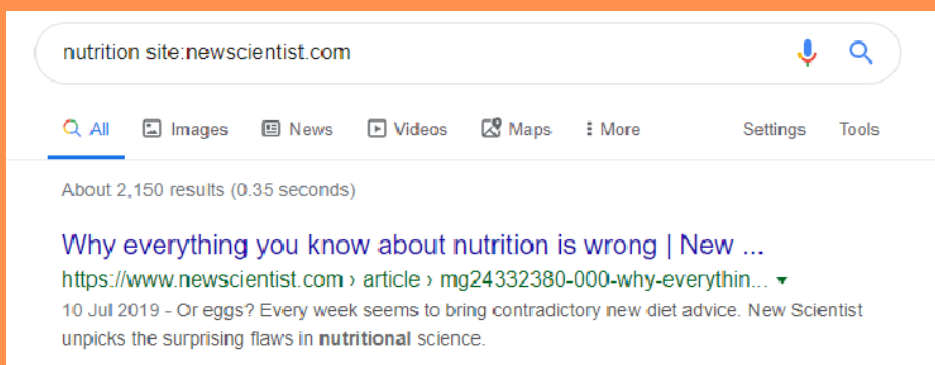 nutrition site:newscientist.com
All Images News Videos Maps More Settings Tools
About 2,150 results (0.35 seconds)
Why everything you know about nutrition is wrong | New ...
https://www.newscientist.com › article › mg24332380-000-why-everythin...
10 Jul 2019 - Or eggs? Every week seems to bring contradictory new diet advice. New Scientist
unpicks the surprising flaws in nutritional science.